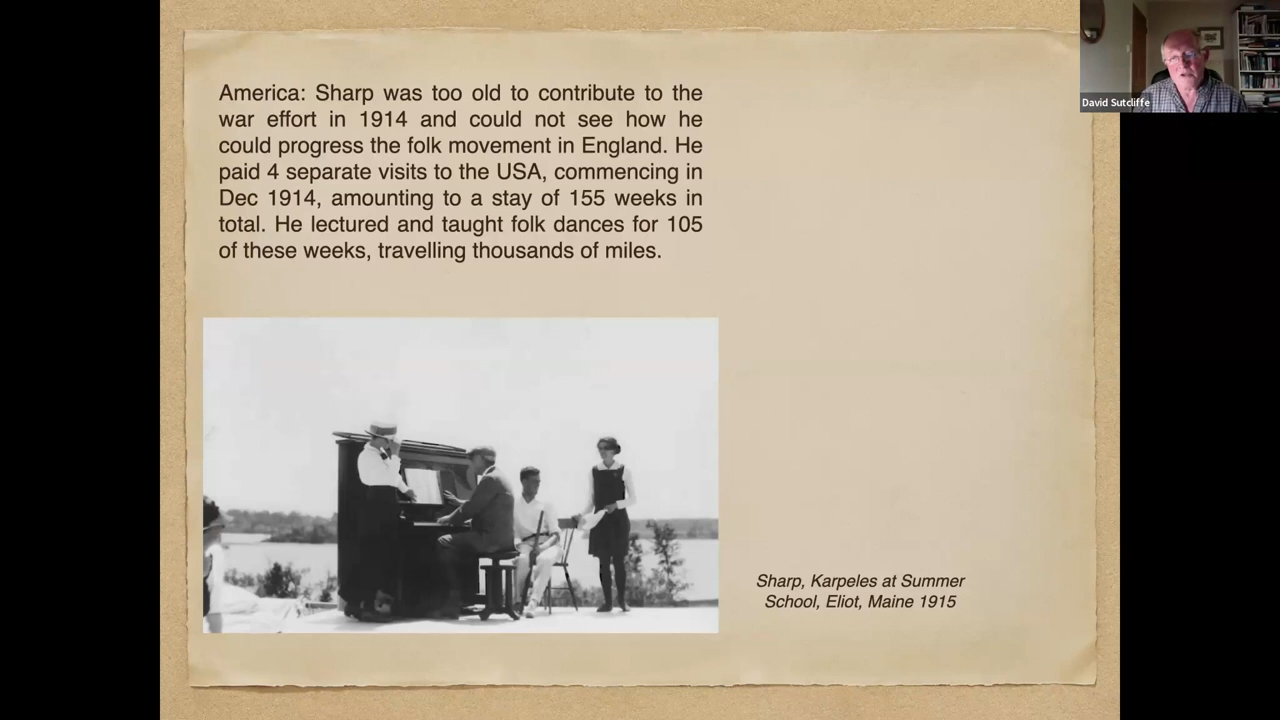 America: Sharp was too old to contribute to the
war effort in 1914 and could not see how he
could progress the folk movement in England. He
paid 4 separate visits to the USA, commencing in
Dec 1914, amounting to a stay of 155 weeks in
total. He lectured and taught folk dances for 105
of these weeks, travelling thousands of miles.
Sharp, Karpeles at Summer
School, Eliot, Maine 1915
David Sutcliffe